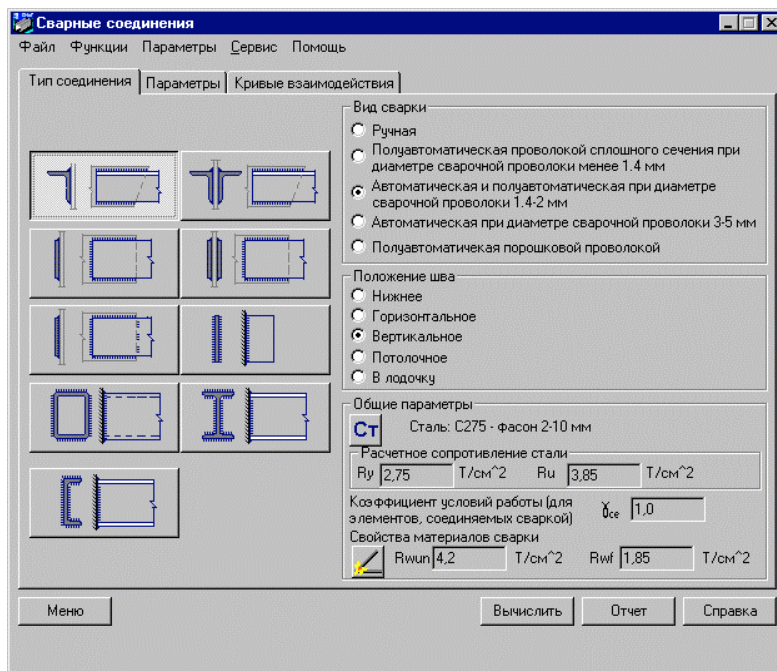 Сварные соединения
Файл Функции Параметры Сервис Помощь
Тип соединения Параметры Кривые взаимодействия
Вид сварки
Ручная
Полуавтоматическая проволокой сплошного сечения при
диаметре сварочной проволоки менее 1.4 мм
Автоматическая и полуавтоматическая при диаметре
сварочной проволоки 1.4-2 мм
Автоматическая при диаметре сварочной проволоки 3-5 мм
Полуавтоматичекая порошковой проволокой
Положение шва
Нижнее
Горизонтальное
Вертикальное
Потолочное
В лодочку
Общие параметры
Ст Сталь: С275 - фасон 2-10 мм
Расчетное сопротивление стали
Ry 2,75 Т/см^2 Ru 3,85 Т/см^2
Коэффициент условий работы (для
элементов, соединяемых сваркой) γce 1,0
Свойства материалов сварки
Rwun 4,2 Т/см^2 Rwf 1,85 Т/см^2
Меню Вычислить Отчет Справка